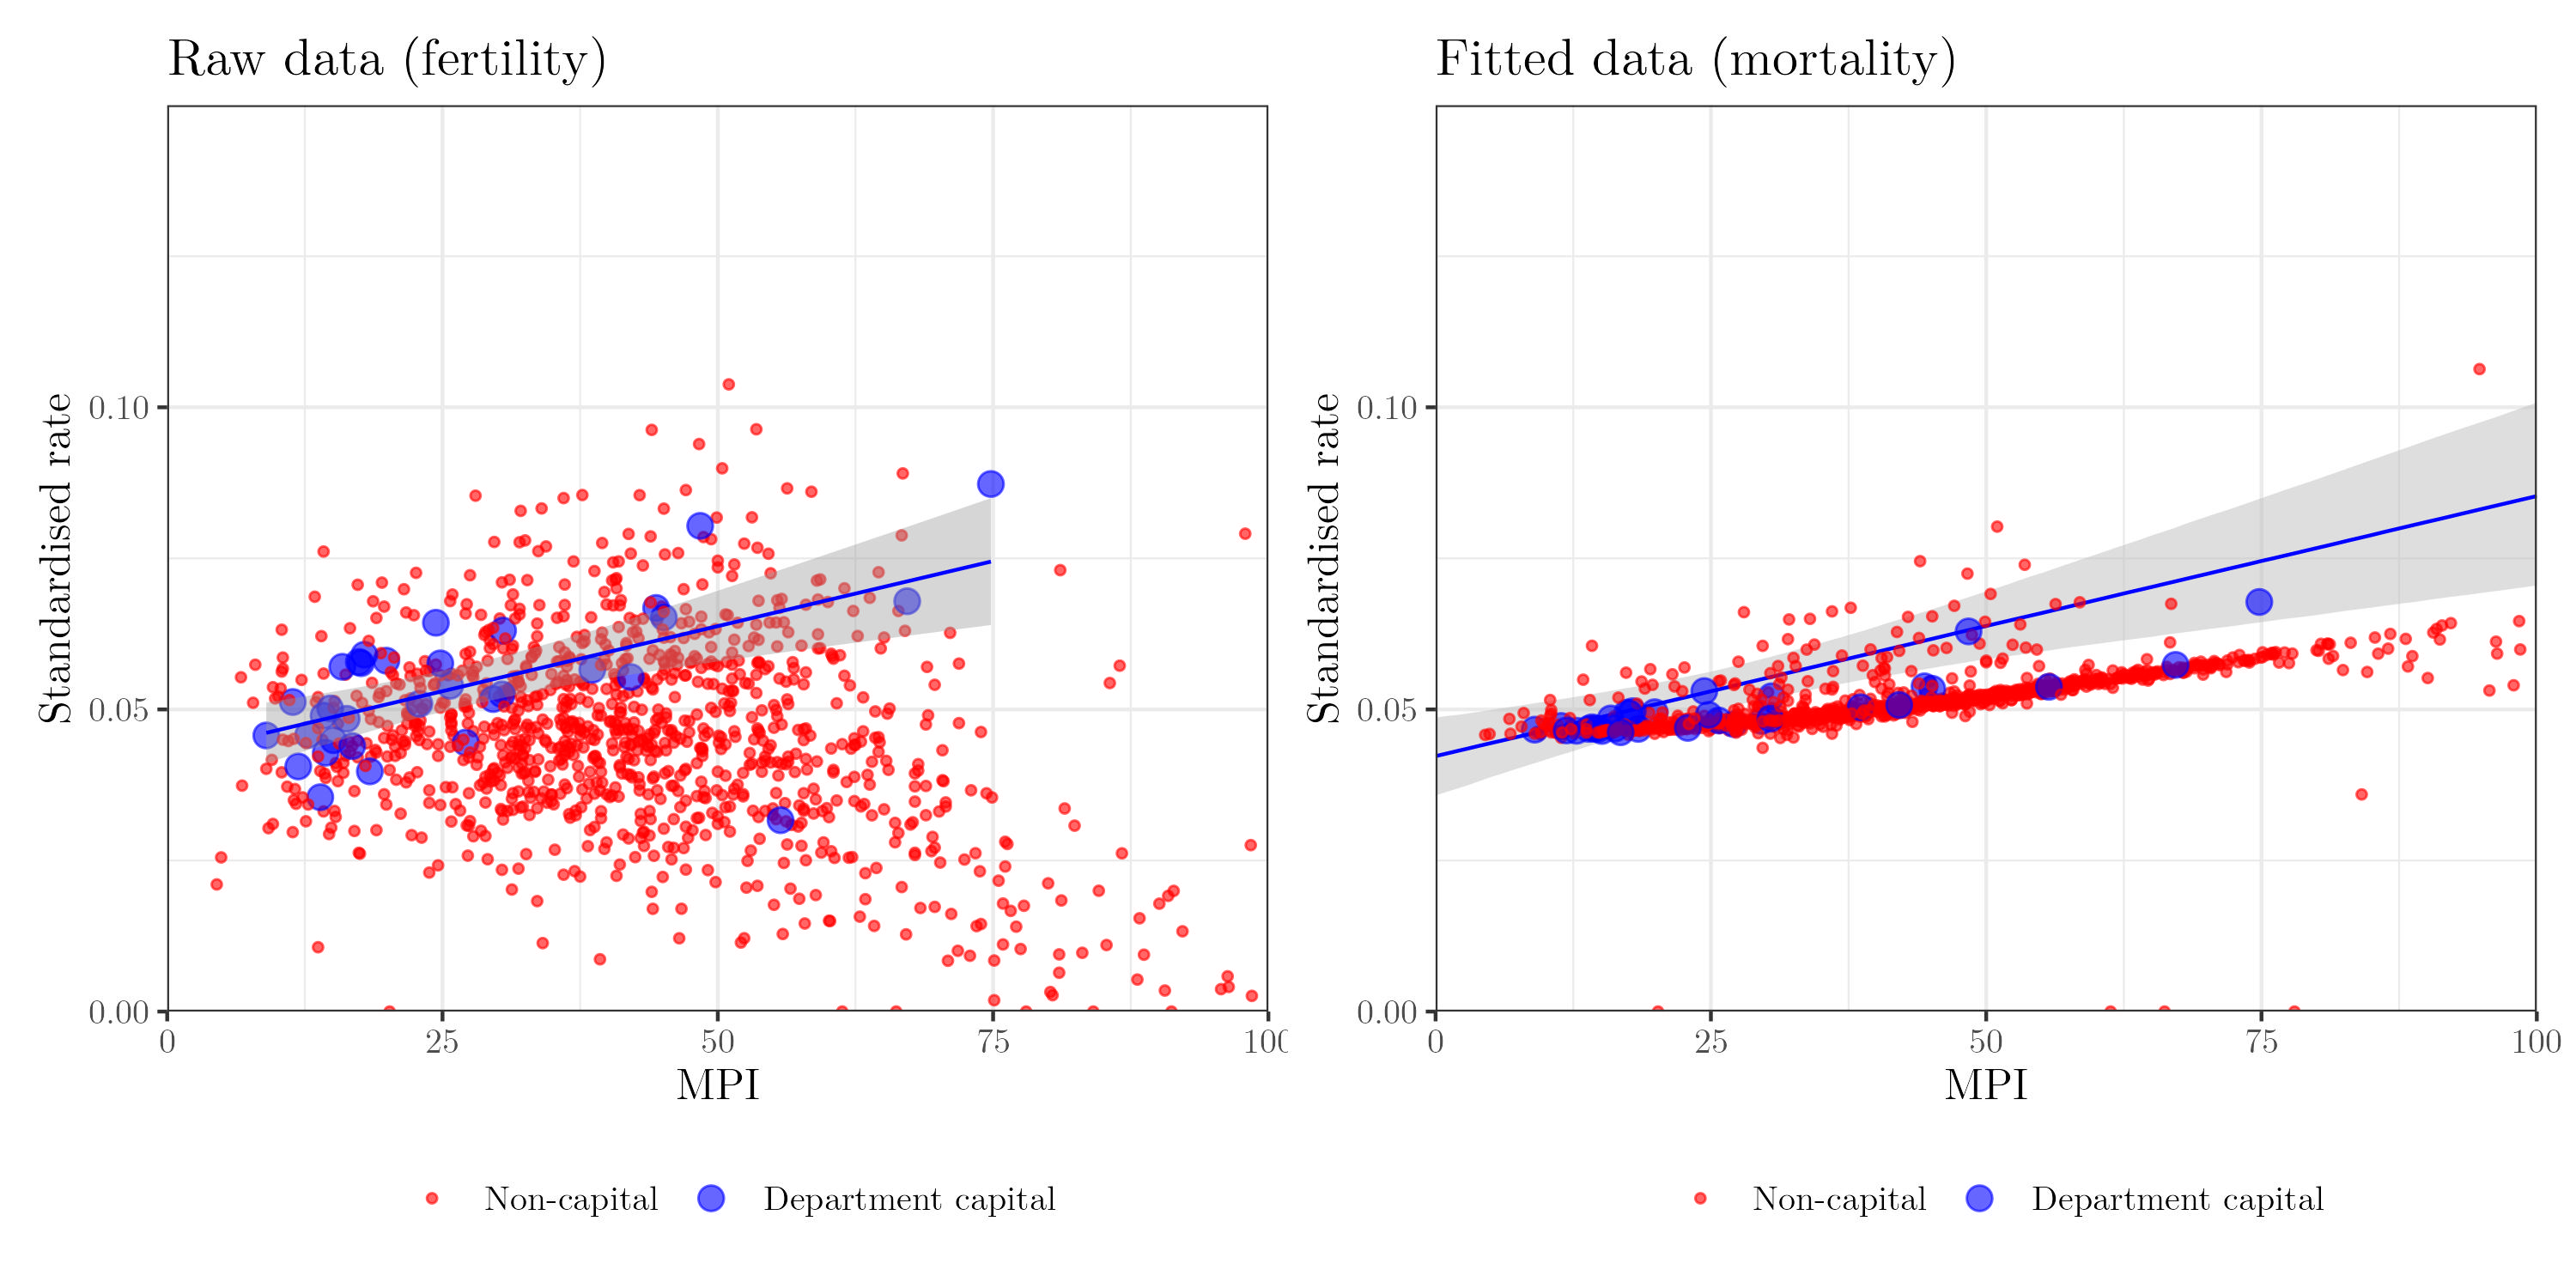 Raw data (fertility)
Standardised rate
0.10
0.05
0.00
0 25 50 75 100
MPI
Non-capital Department capital
Fitted data (mortality)
Standardised rate
0.10
0.05
0.00
0 25 50 75 100
MPI
Non-capital Department capital